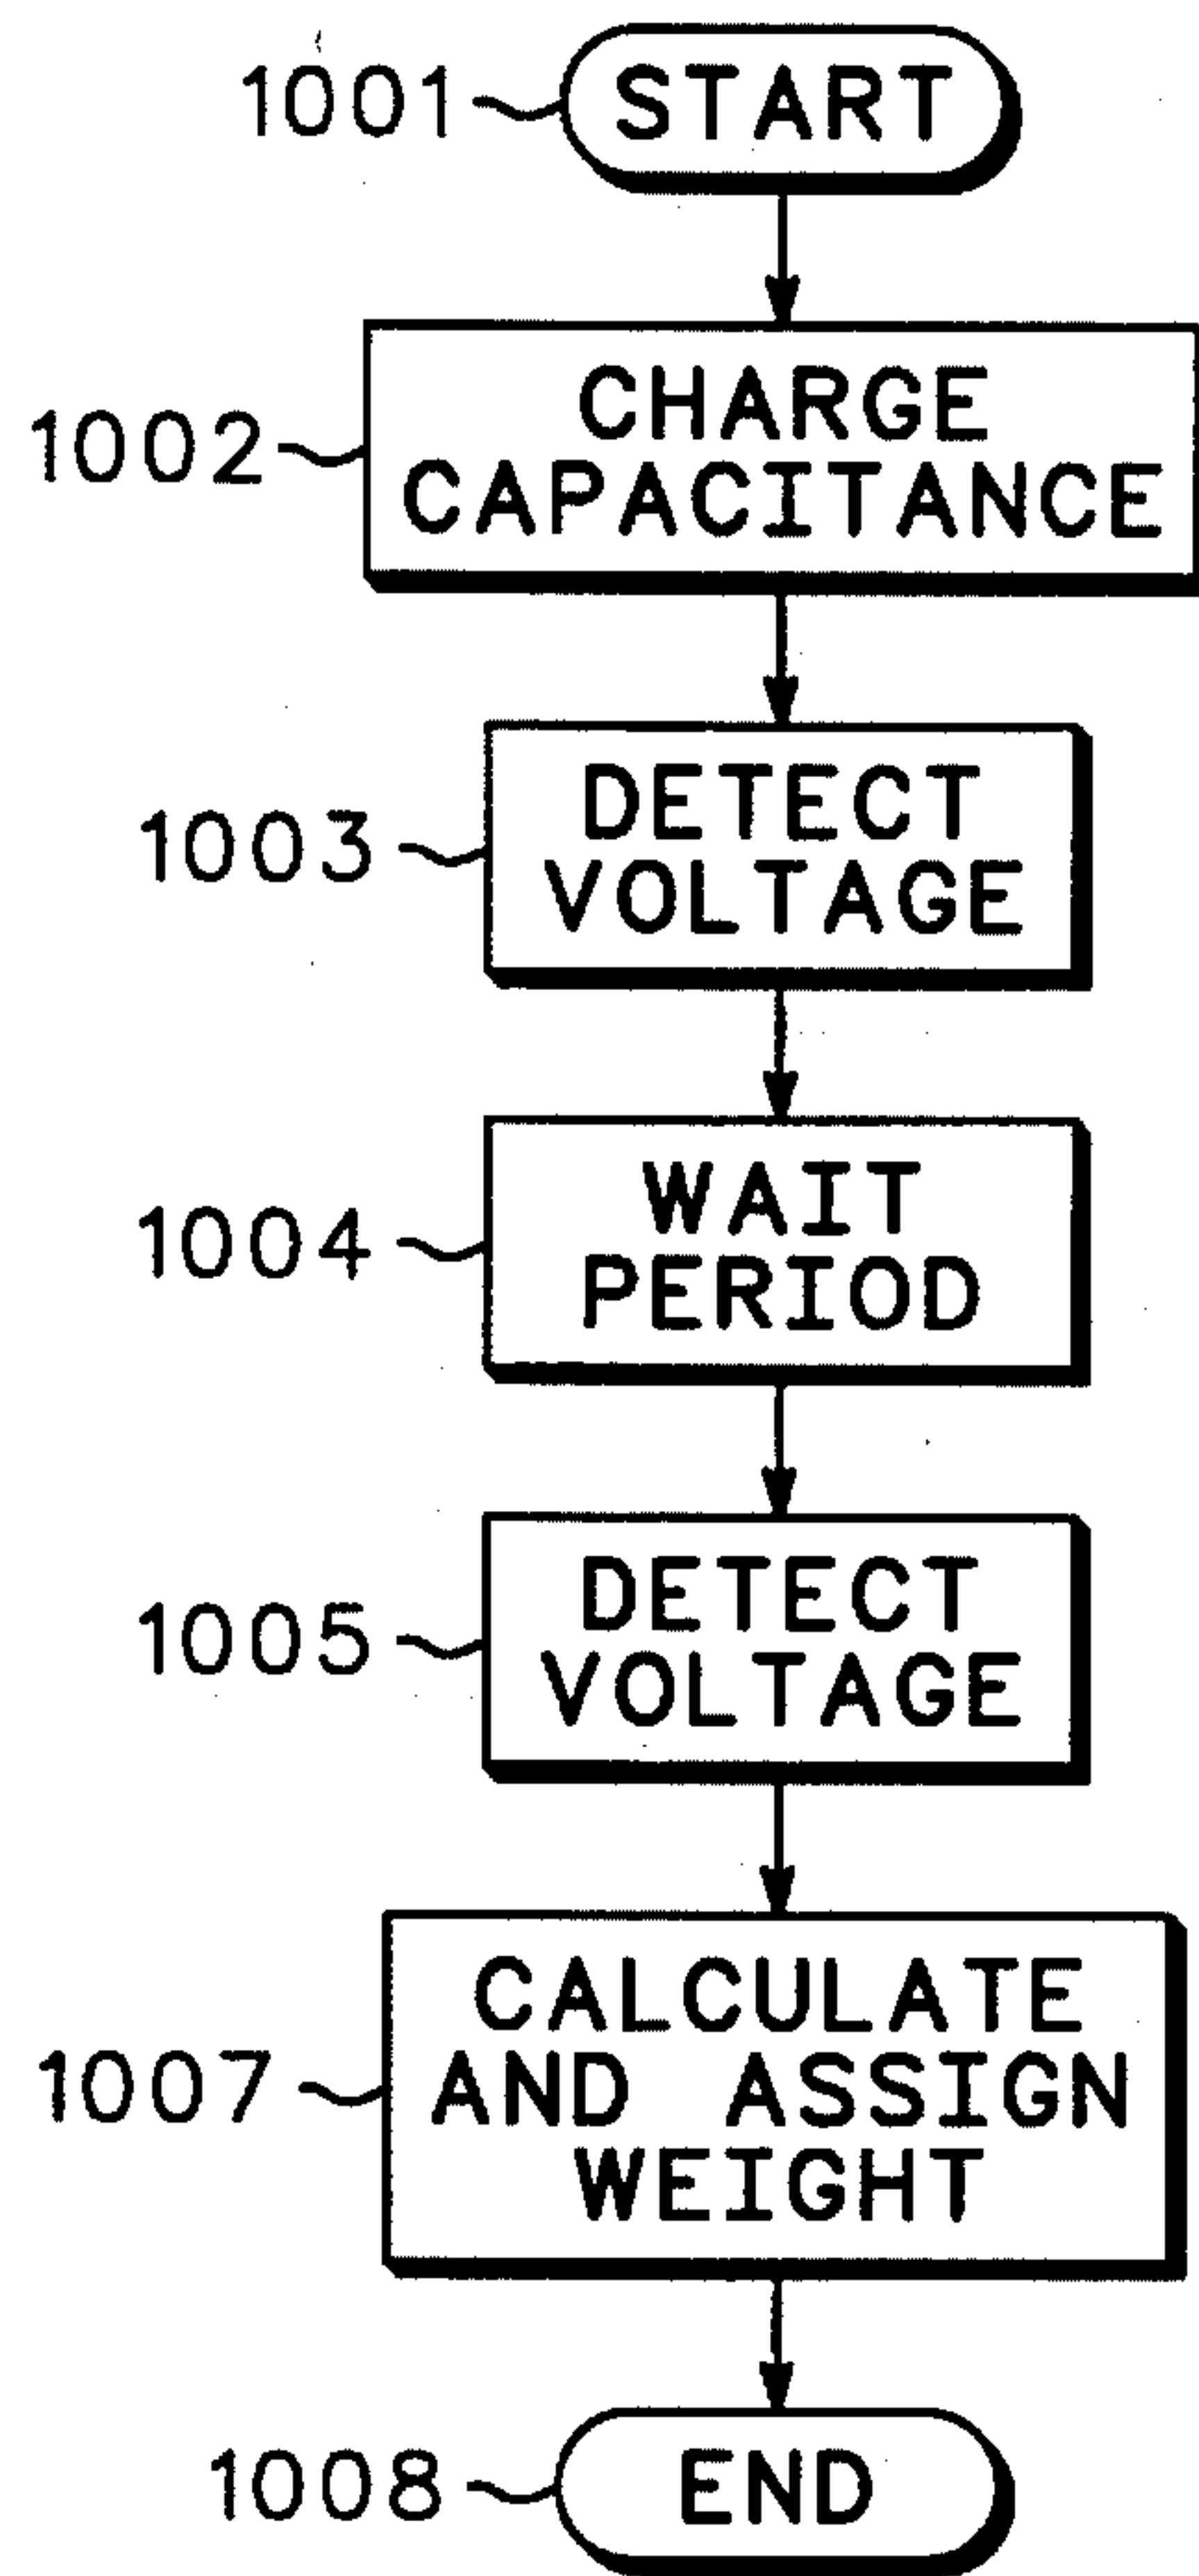 1001 START
1002 CHARGE
CAPACITANCE
1003 DETECT
VOLTAGE
1004 WAIT
PERIOD
1005 DETECT
VOLTAGE
1007 CALCULATE
AND ASSIGN
WEIGHT
1008 END